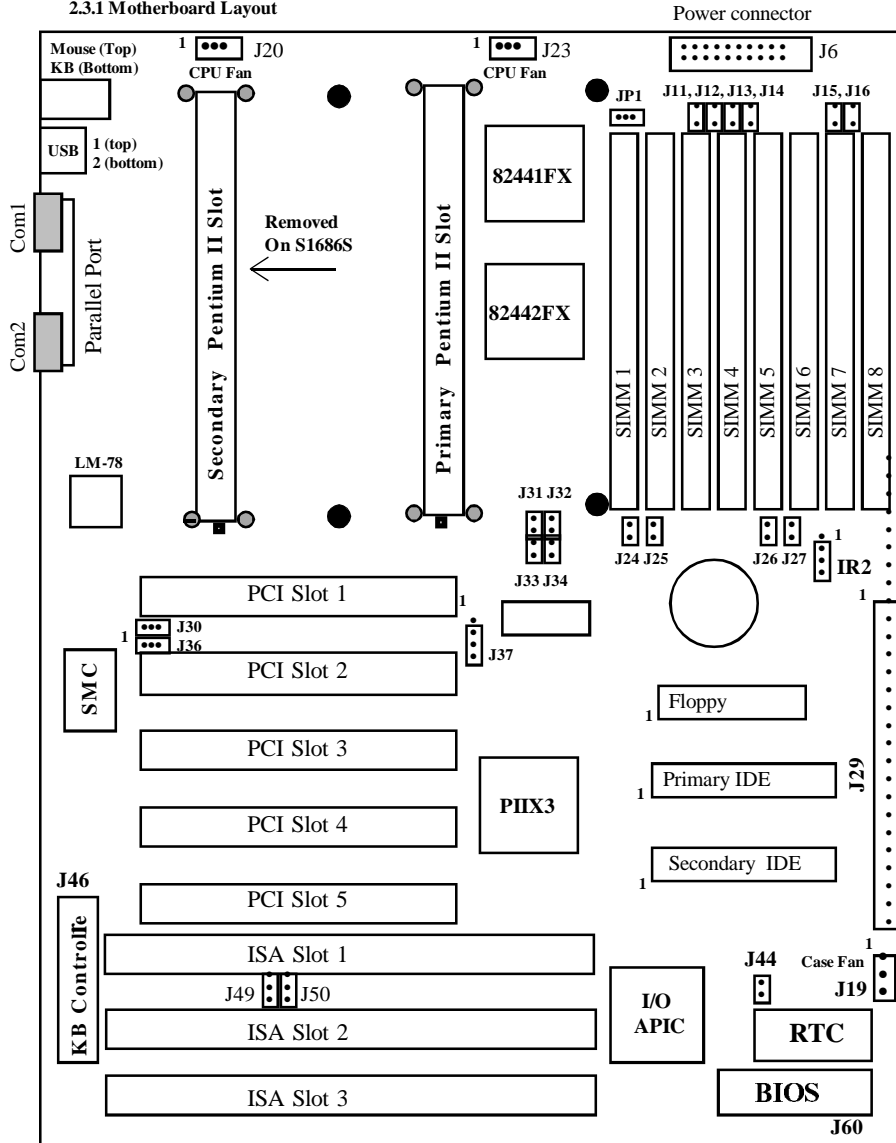 2.3.1 Motherboard Layout
Power connector
Mouse (Top)
KB (Bottom)
1
J20
CPU Fan
1
J23
CPU Fan
J6
JP1
J11, J12, J13, J14
J15, J16
USB
1 (top)
2 (bottom)
Com1
Com2
Parallel Port
Secondary Pentium II Slot
Removed
On S1686S
Primary Pentium II Slot
82441FX
82442FX
SIMM 1
SIMM 2
SIMM 3
SIMM 4
SIMM 5
SIMM 6
SIMM 7
SIMM 8
LM-78
J31 J32
J33 J34
J24 J25
J26 J27
1
IR2
1
PCI Slot 1
1
J30
1
J36
J37
SMC
PCI Slot 2
Floppy
1
PCI Slot 3
PIIX3
Primary IDE
1
J29
PCI Slot 4
Secondary IDE
1
J46
PCI Slot 5
KB Controlle
ISA Slot 1
J49
J50
ISA Slot 2
ISA Slot 3
I/O
APIC
J44
1
Case Fan
J19
RTC
BIOS
J60